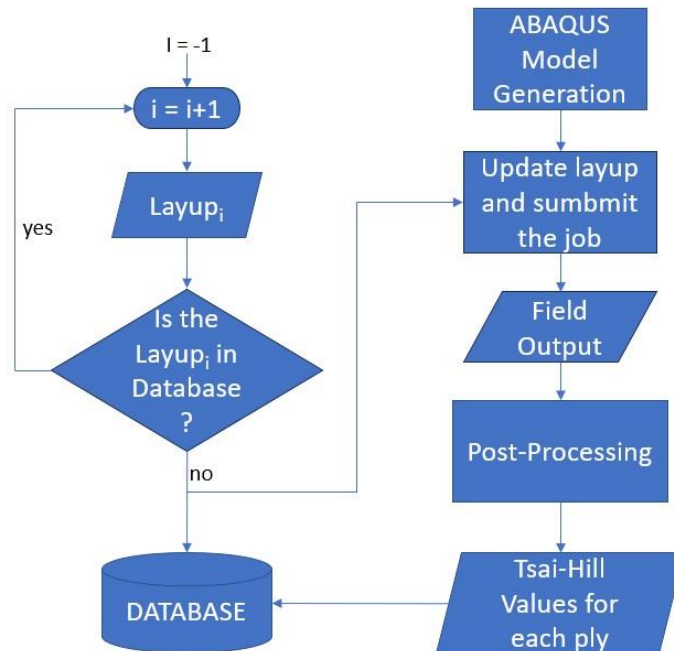 I = -1
i = i+1
Layupi
yes
Is the
Layupi in
Database
?
no
DATABASE
ABAQUS
Model
Generation
Update layup
and sumbmit
the job
Field
Output
Post-Processing
Tsai-Hill
Values for
each ply